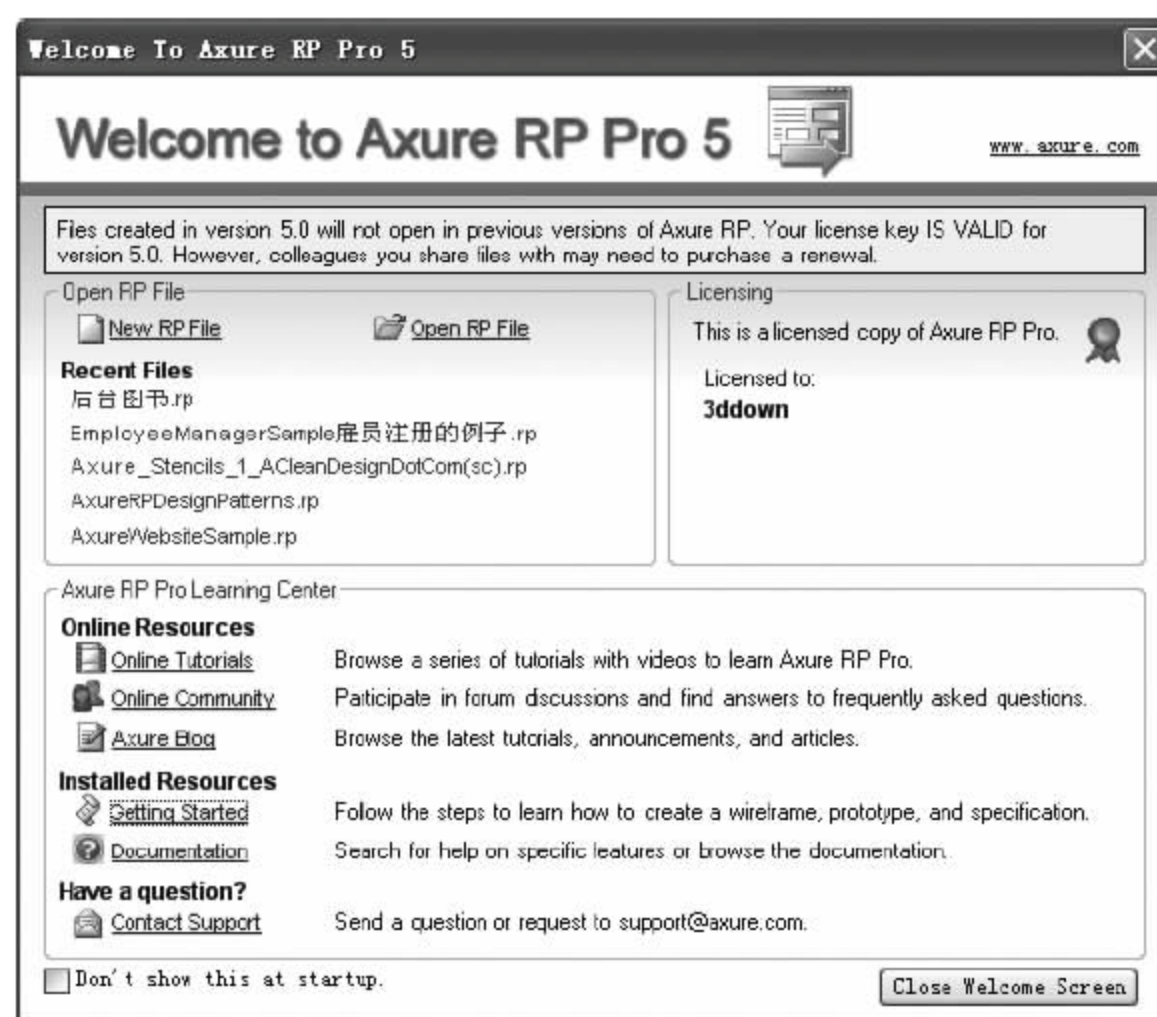 Welcome To Axure RP Pro 5
Welcome to Axure RP Pro 5
www.axure.com
Files created in version 5.0 will not open in previous versions of Axure RP. Your license key IS VALID for
version 5.0. However, colleagues you share files with may need to purchase a renewal.
Open RP File
New RP File
Open RP File
Recent Files
后台图书.rp
EmployeeManagerSample雇员注册的例子.rp
Axure_Stencils_1_ACleanDesignDotCom(sc).rp
AxureRPDesignPatterns.rp
AxureWebsiteSample.rp
Licensing
This is a licensed copy of Axure RP Pro.
Licensed to:
3ddown
Axure RP Pro Learning Center
Online Resources
Online Tutorials Browse a series of tutorials with videos to learn Axure RP Pro.
Online Community Participate in forum discussions and find answers to frequently asked questions.
Axure Blog Browse the latest tutorials, announcements, and articles.
Installed Resources
Getting Started Follow the steps to learn how to create a wireframe, prototype, and specification.
Documentation Search for help on specific features or browse the documentation.
Have a question?
Contact Support Send a question or request to support@axure.com.
Don't show this at startup.
Close Welcome Screen